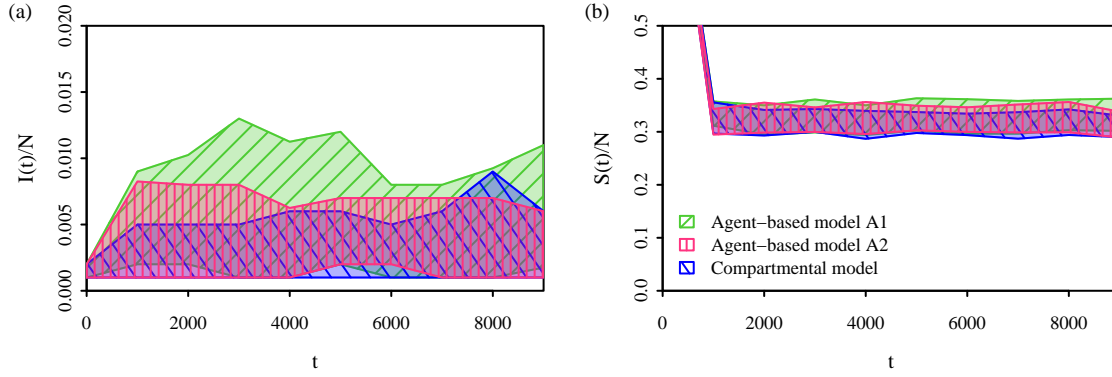 (a)
0.020
0.015
0.010
0.005
0.000
I(t)/N
0 2000 4000 6000 8000
t
(b)
0.5
0.4
0.3
0.2
0.1
0.0
S(t)/N
Agent−based model A1
Agent−based model A2
Compartmental model
0 2000 4000 6000 8000
t